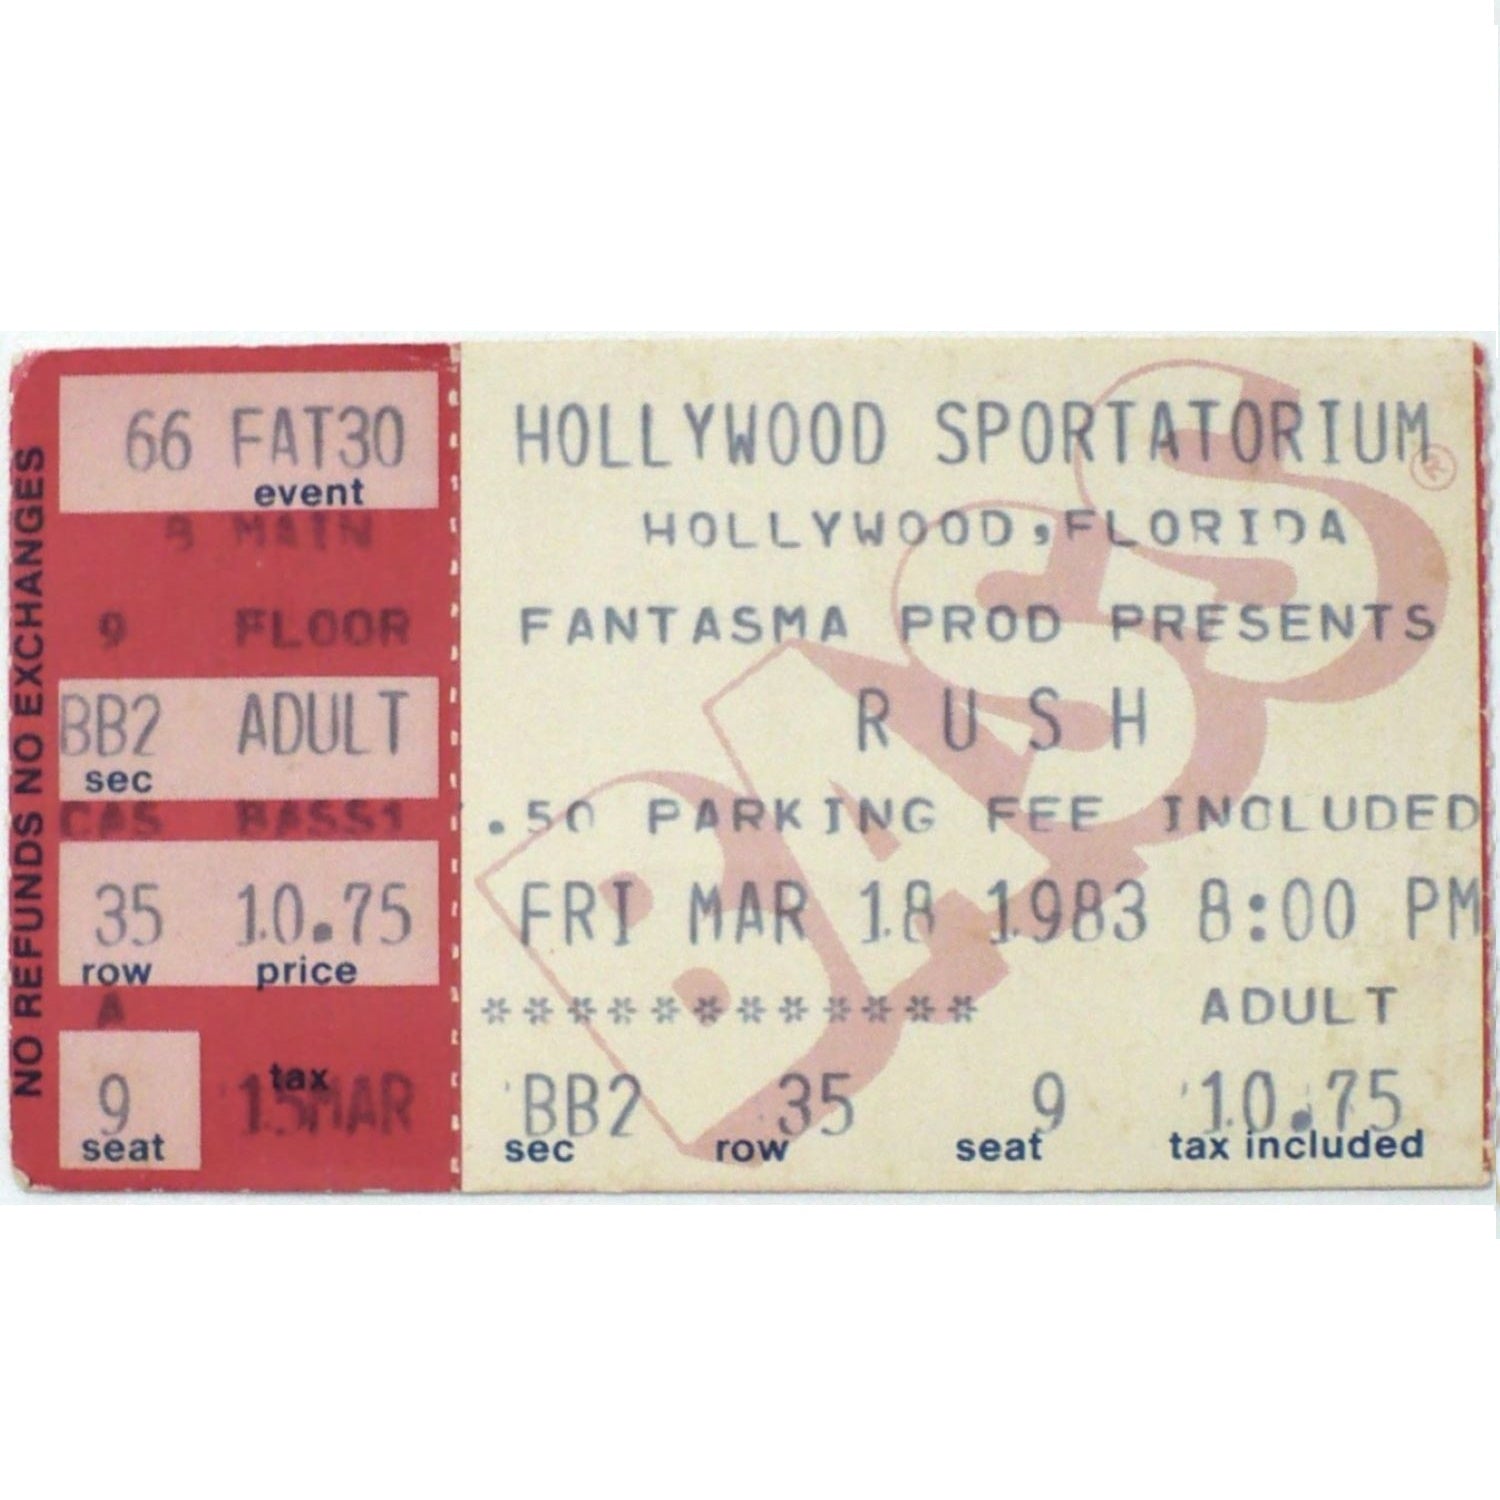 NO REFUNDS NO EXCHANGES
66 FAT30
event
MAIN
9 FLOOR
BB2 ADULT
sec
CAS BASS1
35 10.75
row price
A
tax
9 15MAR
seat
BASS
HOLLYWOOD SPORTATORIUM
®
HOLLYWOOD,FLORIDA
FANTASMA PROD PRESENTS
R U S H
.50 PARKING FEE INCLUDED
FRI MAR 18 1983 8:00 PM
************ ADULT
BB2 35 9 10.75
sec row seat tax included